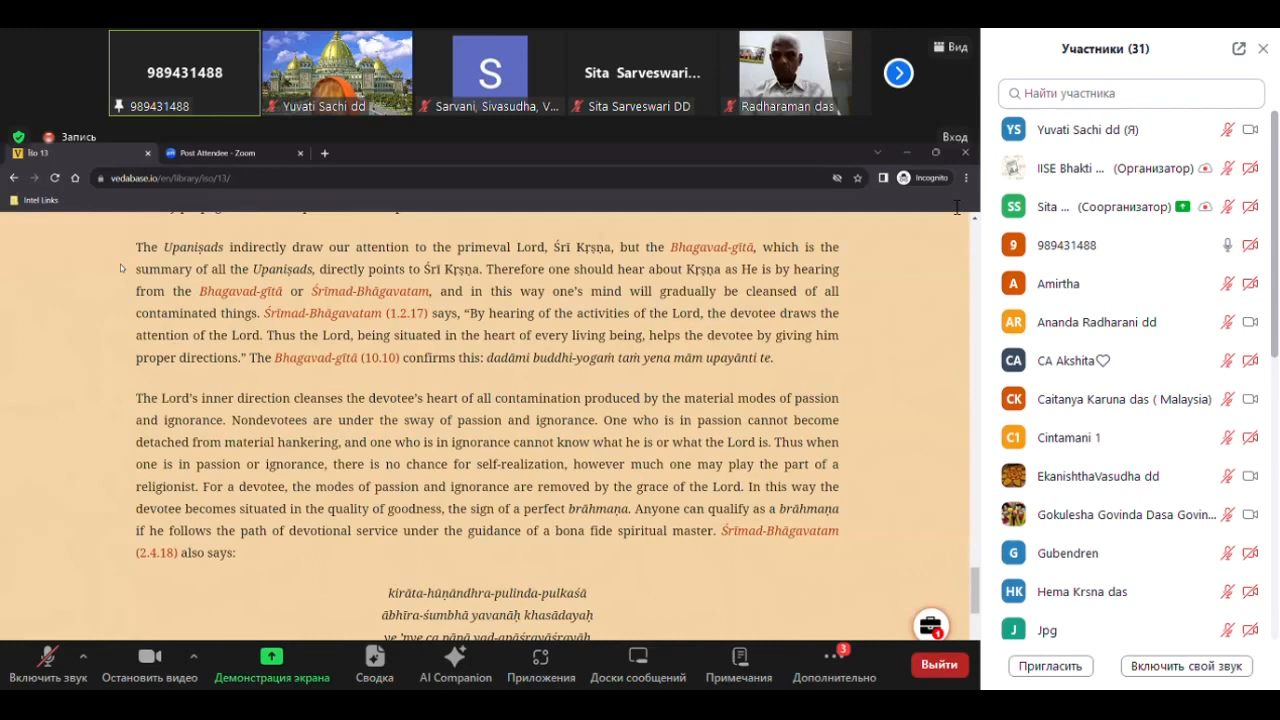 989431488
989431488
Yuvati Sachi dd
S
Sarvani, Sivasudha, V...
Sita Sarveswari...
Sita Sarveswari DD
Radharaman das
Вид
Запись
Вход
Īśo 13
Post Attendee - Zoom
vedabase.io/en/library/iso/13/
Incognito
Intel Links
The Upaniṣads indirectly draw our attention to the primeval Lord, Śrī Kṛṣṇa, but the Bhagavad-gītā, which is the
summary of all the Upaniṣads, directly points to Śrī Kṛṣṇa. Therefore one should hear about Kṛṣṇa as He is by hearing
from the Bhagavad-gītā or Śrīmad-Bhāgavatam, and in this way one’s mind will gradually be cleansed of all
contaminated things. Śrīmad-Bhāgavatam (1.2.17) says, “By hearing of the activities of the Lord, the devotee draws the
attention of the Lord. Thus the Lord, being situated in the heart of every living being, helps the devotee by giving him
proper directions.” The Bhagavad-gītā (10.10) confirms this: dadāmi buddhi-yogaṁ taṁ yena mām upayānti te.
The Lord’s inner direction cleanses the devotee’s heart of all contamination produced by the material modes of passion
and ignorance. Nondevotees are under the sway of passion and ignorance. One who is in passion cannot become
detached from material hankering, and one who is in ignorance cannot know what he is or what the Lord is. Thus when
one is in passion or ignorance, there is no chance for self-realization, however much one may play the part of a
religionist. For a devotee, the modes of passion and ignorance are removed by the grace of the Lord. In this way the
devotee becomes situated in the quality of goodness, the sign of a perfect brāhmaṇa. Anyone can qualify as a brāhmaṇa
if he follows the path of devotional service under the guidance of a bona fide spiritual master. Śrīmad-Bhāgavatam
(2.4.18) also says:
kirāta-hūṇāndhra-pulinda-pulkaśā
ābhīra-śumbhā yavanāḥ khasādayaḥ
ye ’nye ca pāpā yad-apāśrayāśrayāḥ
1
Включить звук
Остановить видео
Демонстрация экрана
Сводка
AI Companion
Приложения
Доски сообщений
Примечания
3
Дополнительно
Выйти
Участники (31)
Найти участника
YS Yuvati Sachi dd (Я)
IISE Bhakti ... (Организатор)
SS Sita ... (Соорганизатор)
9 989431488
A Amirtha
AR Ananda Radharani dd
CA CA Akshita♡
CK Caitanya Karuna das ( Malaysia)
C1 Cintamani 1
EkanishthaVasudha dd
Gokulesha Govinda Dasa Govin...
G Gubendren
HK Hema Krsna das
J Jpg
Пригласить
Включить свой звук